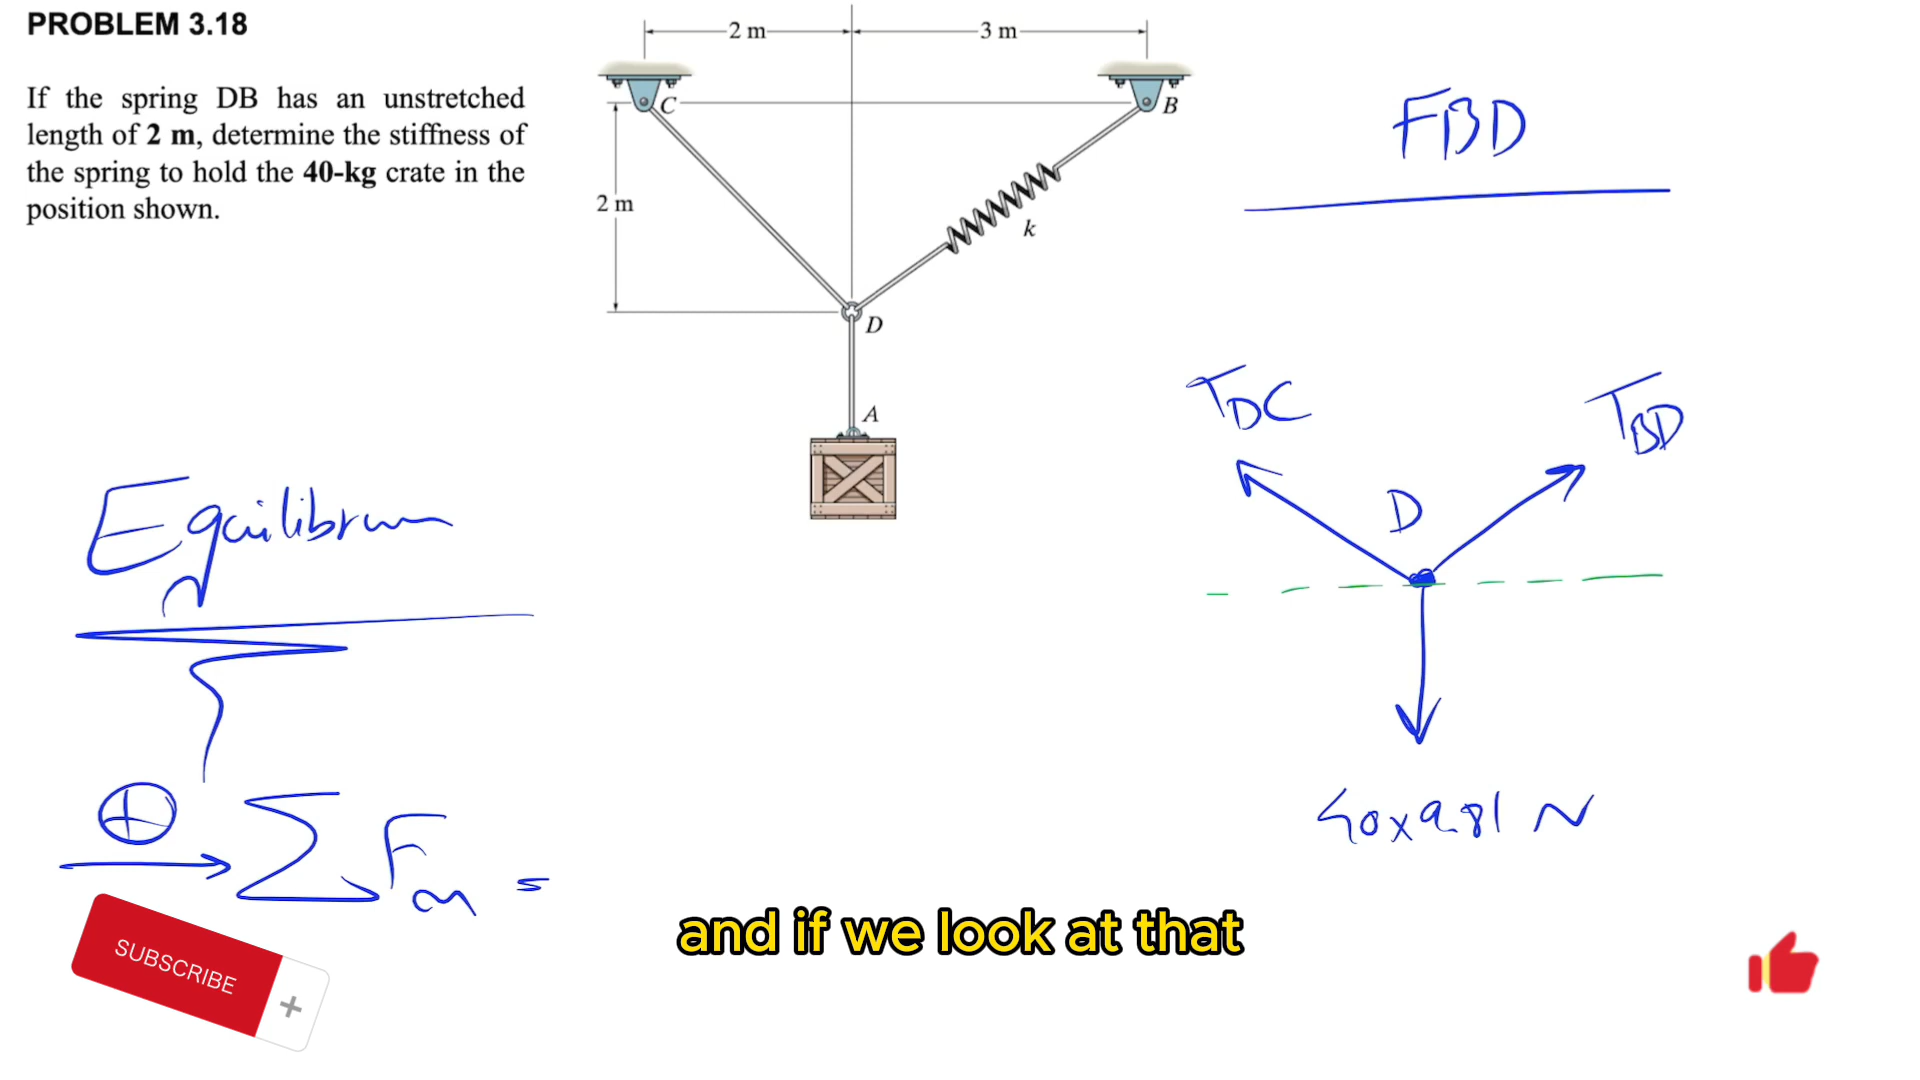 PROBLEM 3.18
If the spring DB has an unstretched
length of 2 m, determine the stiffness of
the spring to hold the 40-kg crate in the
position shown.
2 m
3 m
C
B
2 m
k
D
A
FBD
TDC
TBD
D
40x9.81 N
Equilibrium
+
ΣFx =
SUBSCRIBE
+
and if we look at that